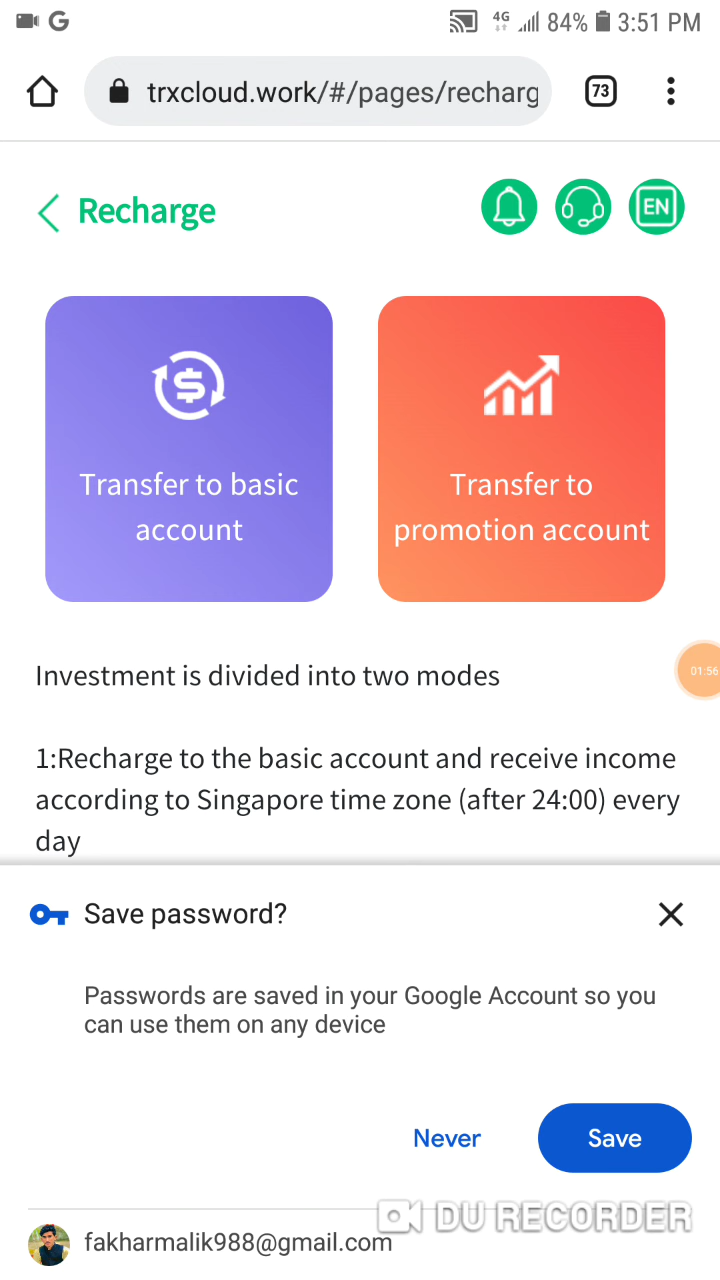 4G 84% 3:51 PM
trxcloud.work/#/pages/recharg
73
Recharge
EN
Transfer to basic
account
Transfer to
promotion account
Investment is divided into two modes
01:56
1:Recharge to the basic account and receive income
according to Singapore time zone (after 24:00) every
day
Save password?
Passwords are saved in your Google Account so you
can use them on any device
Never
Save
DU RECORDER
fakharmalik988@gmail.com